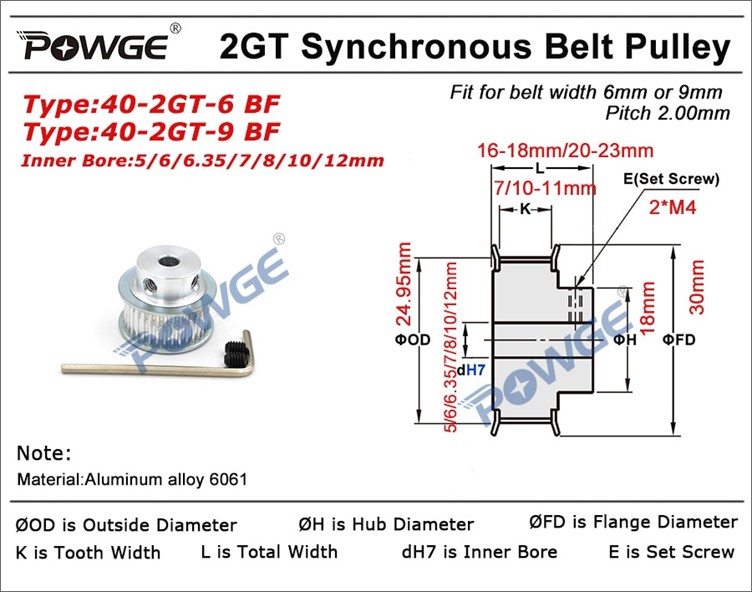 POWGE® 2GT Synchronous Belt Pulley
Type:40-2GT-6 BF
Type:40-2GT-9 BF
Inner Bore:5/6/6.35/7/8/10/12mm
Fit for belt width 6mm or 9mm
Pitch 2.00mm
16-18mm/20-23mm
L
7/10-11mm
K
E(Set Screw)
2*M4
24.95mm
ΦOD
5/6/6.35/7/8/10/12mm
dH7
18mm
ΦH
30mm
ΦFD
POWGE®
POWGE®
Note:
Material:Aluminum alloy 6061
ØOD is Outside Diameter ØH is Hub Diameter ØFD is Flange Diameter
K is Tooth Width L is Total Width dH7 is Inner Bore E is Set Screw